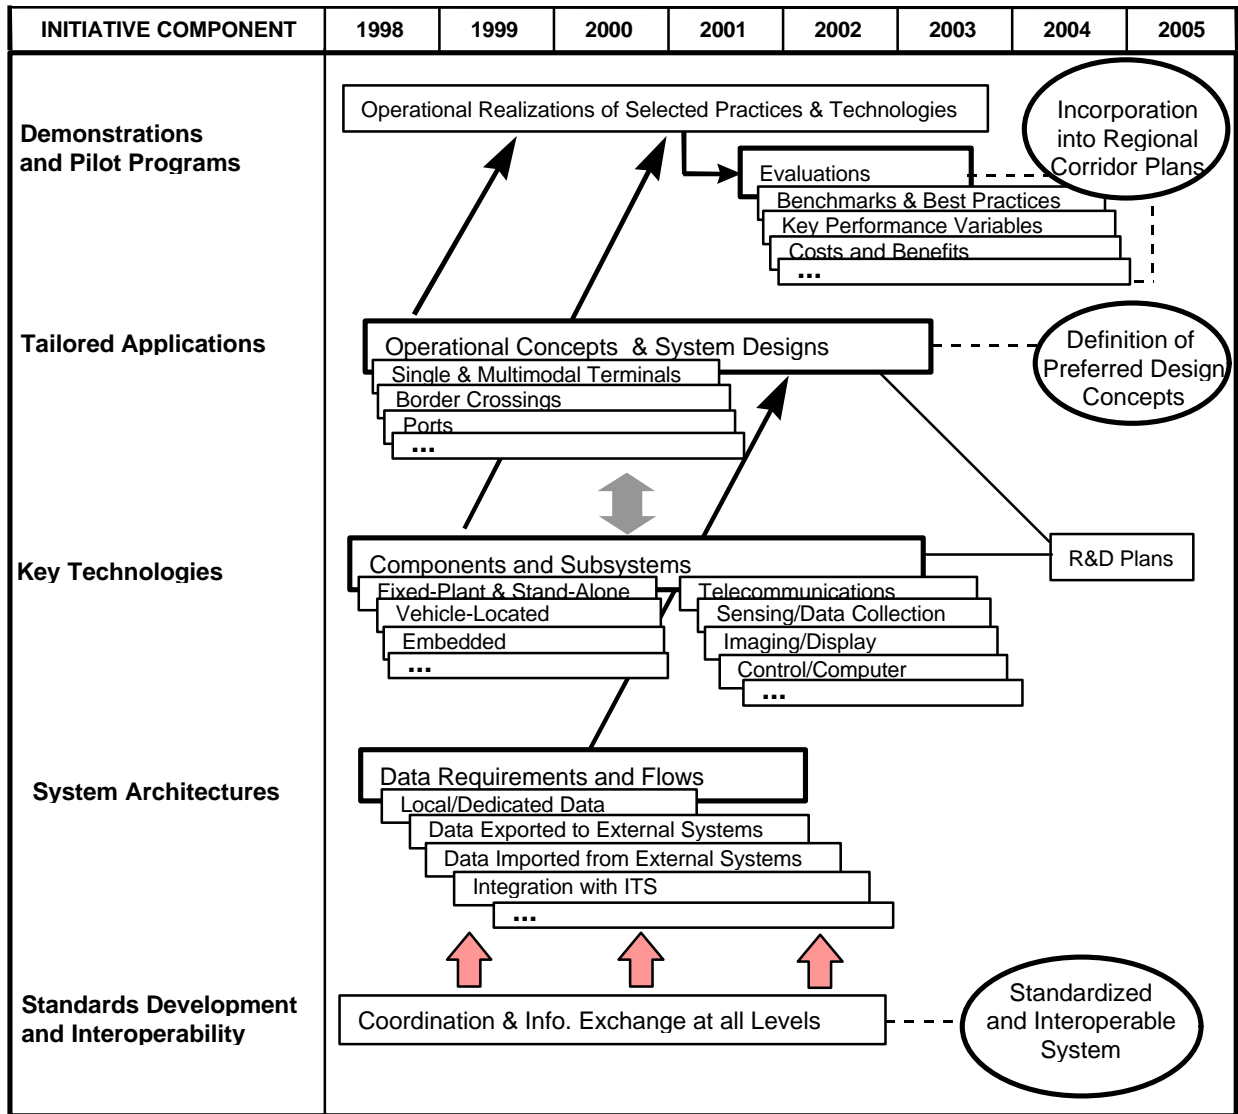 INITIATIVE COMPONENT 1998 1999 2000 2001 2002 2003 2004 2005
Demonstrations
and Pilot Programs
Operational Realizations of Selected Practices & Technologies
Incorporation
into Regional
Corridor Plans
Evaluations
Benchmarks & Best Practices
Key Performance Variables
Costs and Benefits
...
Tailored Applications
Operational Concepts & System Designs
Single & Multimodal Terminals
Border Crossings
Ports
...
Definition of
Preferred Design
Concepts
Key Technologies
Components and Subsystems
Fixed-Plant & Stand-Alone
Vehicle-Located
Embedded
...
Telecommunications
Sensing/Data Collection
Imaging/Display
Control/Computer
...
R&D Plans
System Architectures
Data Requirements and Flows
Local/Dedicated Data
Data Exported to External Systems
Data Imported from External Systems
Integration with ITS
...
Standards Development
and Interoperability
Coordination & Info. Exchange at all Levels
Standardized
and Interoperable
System